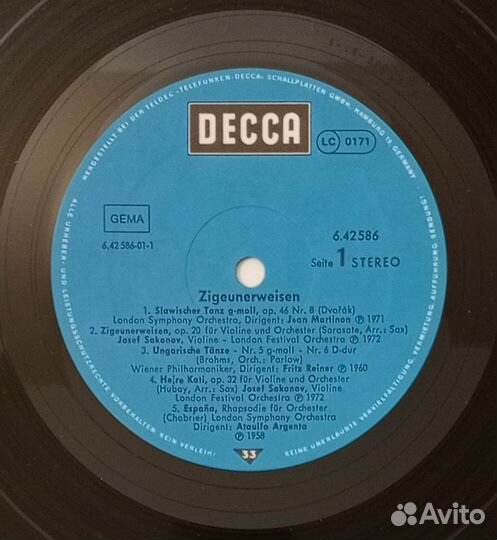 HERGESTELLT BEI DER TELDEC »TELEFUNKEN-DECCA« SCHALLPLATTEN GMBH, HAMBURG 19, GERMANY
DECCA
LC 0171
GEMA
6.42586-01-1
6.42586
Seite 1 STEREO
Zigeunerweisen
1. Slawischer Tanz g-moll, op. 46 Nr. 8 (Dvořák)
London Symphony Orchestra, Dirigent: Jean Martinon Ⓟ 1971
2. Zigeunerweisen, op. 20 für Violine und Orchester (Sarasate, Arr.: Sax)
Josef Sakonov, Violine - London Festival Orchestra Ⓟ 1972
3. Ungarische Tänze - Nr. 5 g-moll - Nr. 6 D-dur
(Brahms, Orch.: Parlow)
Wiener Philharmoniker, Dirigent: Fritz Reiner Ⓟ 1960
4. Hejre Kati, op. 32 für Violine und Orchester
(Hubay, Arr.: Sax) Josef Sakonov, Violine
London Festival Orchestra Ⓟ 1972
5. España, Rhapsodie für Orchester
(Chabrier) London Symphony Orchestra
Dirigent: Ataulfo Argenta
Ⓟ 1958
33
ALLE URHEBER- UND LEISTUNGSSCHUTZRECHTE VORBEHALTEN. KEIN VERLEIH!
KEINE UNERLAUBTE VERVIELFÄLTIGUNG, VERMIETUNG, AUFFÜHRUNG, SENDUNG!
Avito